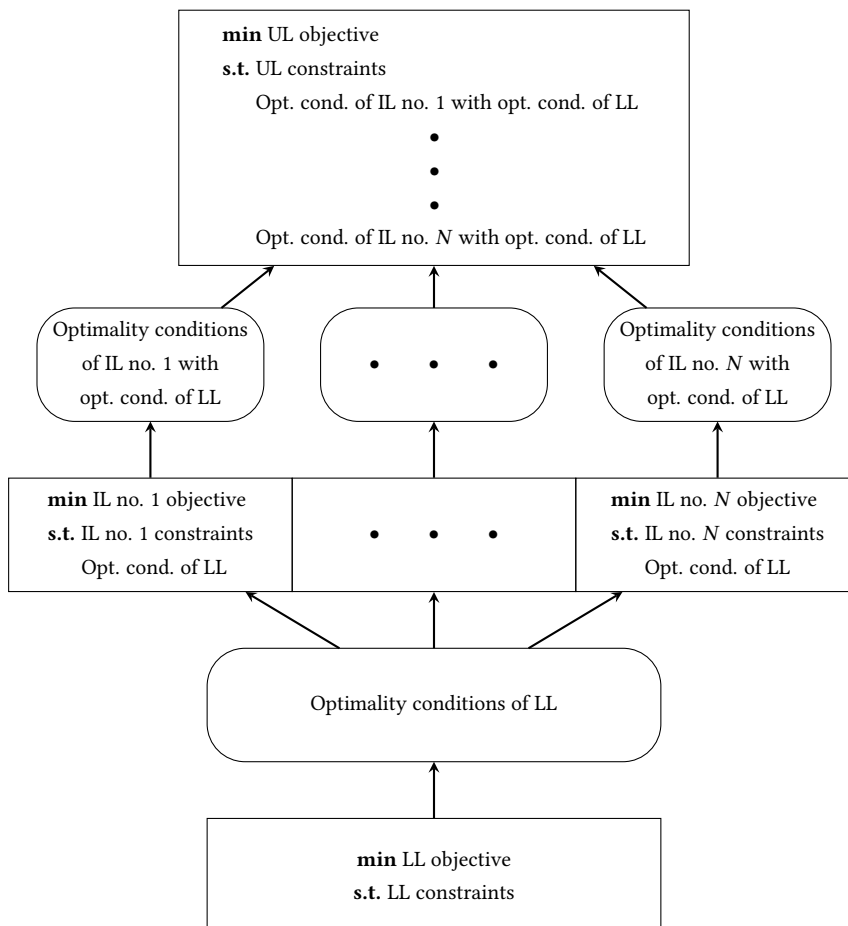 min UL objective
s.t. UL constraints
Opt. cond. of IL no. 1 with opt. cond. of LL
•
•
•
Opt. cond. of IL no. N with opt. cond. of LL
Optimality conditions
of IL no. 1 with
opt. cond. of LL
• • •
Optimality conditions
of IL no. N with
opt. cond. of LL
min IL no. 1 objective
s.t. IL no. 1 constraints
Opt. cond. of LL
• • •
min IL no. N objective
s.t. IL no. N constraints
Opt. cond. of LL
Optimality conditions of LL
min LL objective
s.t. LL constraints